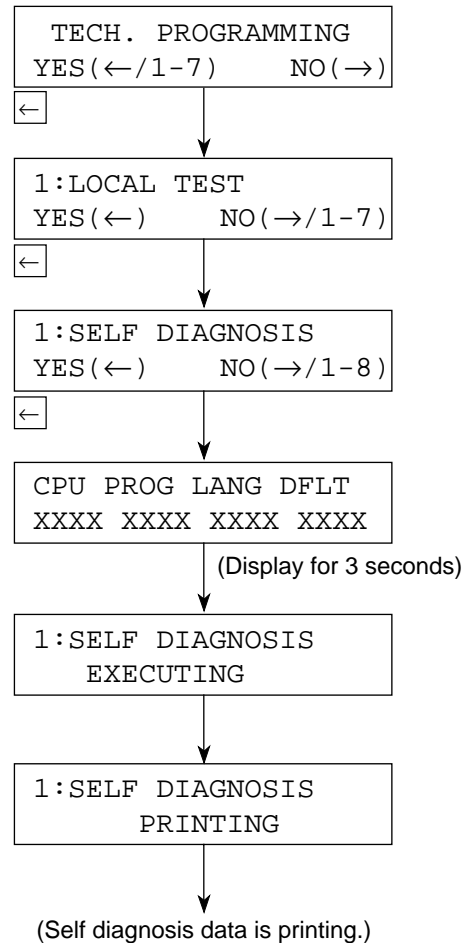 TECH. PROGRAMMING
YES(←/1-7) NO(→)
←
1:LOCAL TEST
YES(←) NO(→/1-7)
←
1:SELF DIAGNOSIS
YES(←) NO(→/1-8)
←
CPU PROG LANG DFLT
XXXX XXXX XXXX XXXX
(Display for 3 seconds)
1:SELF DIAGNOSIS
EXECUTING
1:SELF DIAGNOSIS
PRINTING
(Self diagnosis data is printing.)